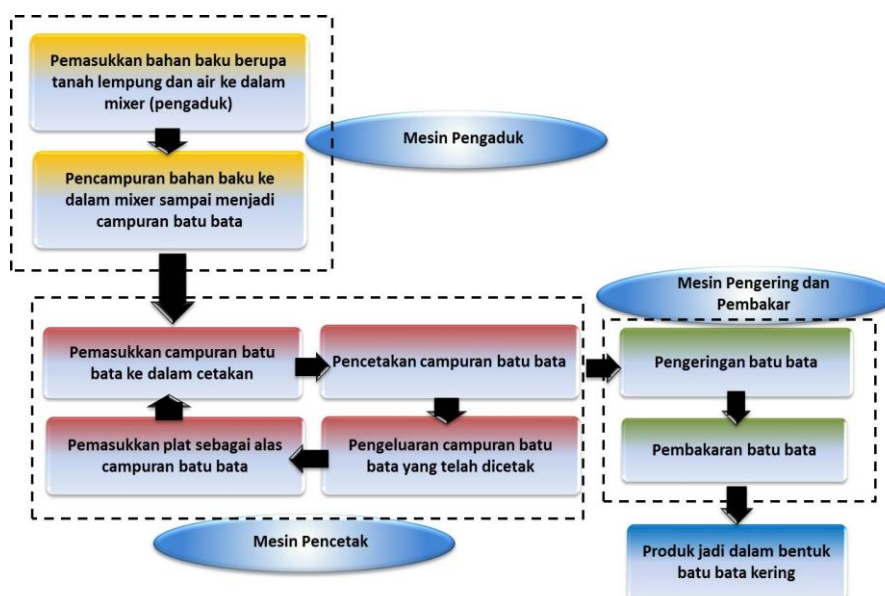 Pemasukkan bahan baku berupa
tanah lempung dan air ke dalam
mixer (pengaduk)
Mesin Pengaduk
Pencampuran bahan baku ke
dalam mixer sampai menjadi
campuran batu bata
Mesin Pengering dan
Pembakar
Pemasukkan campuran batu
bata ke dalam cetakan
Pencetakan campuran batu bata
Pengeringan batu bata
Pemasukkan plat sebagai alas
campuran batu bata
Pengeluaran campuran batu
bata yang telah dicetak
Pembakaran batu bata
Mesin Pencetak
Produk jadi dalam bentuk
batu bata kering